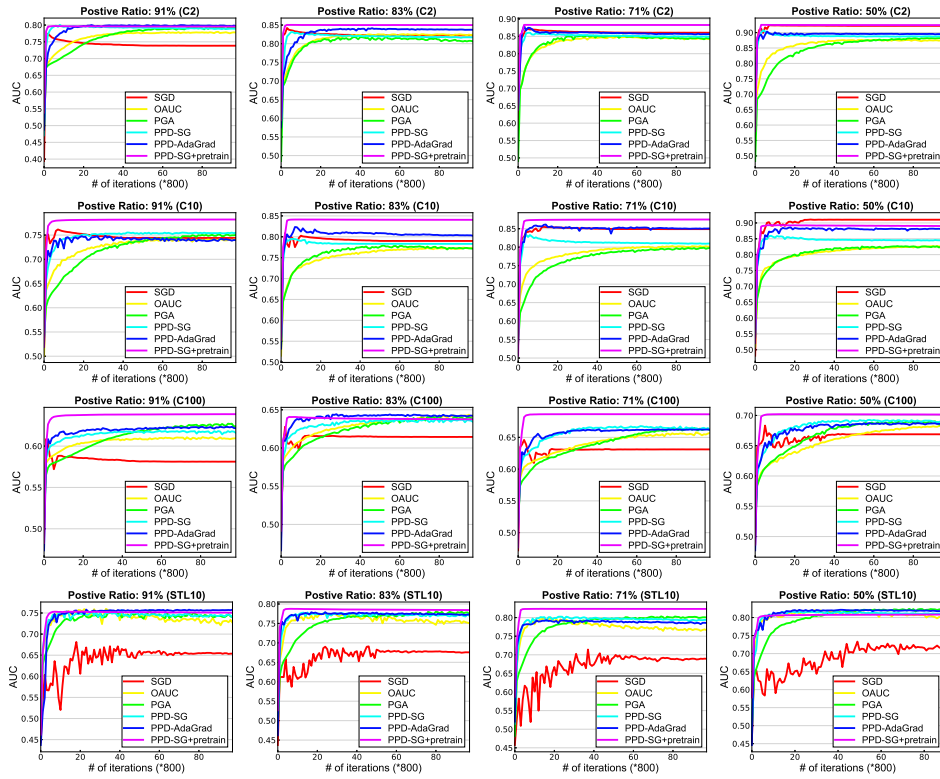 Postive Ratio: 91% (C2)
AUC
0.80
0.75
0.70
0.65
0.60
0.55
0.50
0.45
0.40
SGD
OAUC
PGA
PPD-SG
PPD-AdaGrad
PPD-SG+pretrain
0 20 40 60 80
# of iterations (*800)
Postive Ratio: 83% (C2)
AUC
0.85
0.80
0.75
0.70
0.65
0.60
0.55
0.50
SGD
OAUC
PGA
PPD-SG
PPD-AdaGrad
PPD-SG+pretrain
0 20 40 60 80
# of iterations (*800)
Postive Ratio: 71% (C2)
AUC
0.90
0.85
0.80
0.75
0.70
0.65
0.60
0.55
0.50
SGD
OAUC
PGA
PPD-SG
PPD-AdaGrad
PPD-SG+pretrain
0 20 40 60 80
# of iterations (*800)
Postive Ratio: 50% (C2)
AUC
0.90
0.85
0.80
0.75
0.70
0.65
0.60
0.55
0.50
SGD
OAUC
PGA
PPD-SG
PPD-AdaGrad
PPD-SG+pretrain
0 20 40 60 80
# of iterations (*800)
Postive Ratio: 91% (C10)
AUC
0.75
0.70
0.65
0.60
0.55
0.50
SGD
OAUC
PGA
PPD-SG
PPD-AdaGrad
PPD-SG+pretrain
0 20 40 60 80
# of iterations (*800)
Postive Ratio: 83% (C10)
AUC
0.85
0.80
0.75
0.70
0.65
0.60
0.55
0.50
SGD
OAUC
PGA
PPD-SG
PPD-AdaGrad
PPD-SG+pretrain
0 20 40 60 80
# of iterations (*800)
Postive Ratio: 71% (C10)
AUC
0.85
0.80
0.75
0.70
0.65
0.60
0.55
0.50
SGD
OAUC
PGA
PPD-SG
PPD-AdaGrad
PPD-SG+pretrain
0 20 40 60 80
# of iterations (*800)
Postive Ratio: 50% (C10)
AUC
0.90
0.85
0.80
0.75
0.70
0.65
0.60
0.55
0.50
SGD
OAUC
PGA
PPD-SG
PPD-AdaGrad
PPD-SG+pretrain
0 20 40 60 80
# of iterations (*800)
Postive Ratio: 91% (C100)
AUC
0.60
0.55
0.50
SGD
OAUC
PGA
PPD-SG
PPD-AdaGrad
PPD-SG+pretrain
0 20 40 60 80
# of iterations (*800)
Postive Ratio: 83% (C100)
AUC
0.65
0.60
0.55
0.50
SGD
OAUC
PGA
PPD-SG
PPD-AdaGrad
PPD-SG+pretrain
0 20 40 60 80
# of iterations (*800)
Postive Ratio: 71% (C100)
AUC
0.65
0.60
0.55
0.50
SGD
OAUC
PGA
PPD-SG
PPD-AdaGrad
PPD-SG+pretrain
0 20 40 60 80
# of iterations (*800)
Postive Ratio: 50% (C100)
AUC
0.70
0.65
0.60
0.55
0.50
SGD
OAUC
PGA
PPD-SG
PPD-AdaGrad
PPD-SG+pretrain
0 20 40 60 80
# of iterations (*800)
Postive Ratio: 91% (STL10)
AUC
0.75
0.70
0.65
0.60
0.55
0.50
0.45
SGD
OAUC
PGA
PPD-SG
PPD-AdaGrad
PPD-SG+pretrain
0 20 40 60 80
# of iterations (*800)
Postive Ratio: 83% (STL10)
AUC
0.80
0.75
0.70
0.65
0.60
0.55
0.50
0.45
SGD
OAUC
PGA
PPD-SG
PPD-AdaGrad
PPD-SG+pretrain
0 20 40 60 80
# of iterations (*800)
Postive Ratio: 71% (STL10)
AUC
0.80
0.75
0.70
0.65
0.60
0.55
0.50
0.45
SGD
OAUC
PGA
PPD-SG
PPD-AdaGrad
PPD-SG+pretrain
0 20 40 60 80
# of iterations (*800)
Postive Ratio: 50% (STL10)
AUC
0.80
0.75
0.70
0.65
0.60
0.55
0.50
0.45
SGD
OAUC
PGA
PPD-SG
PPD-AdaGrad
PPD-SG+pretrain
0 20 40 60 80
# of iterations (*800)